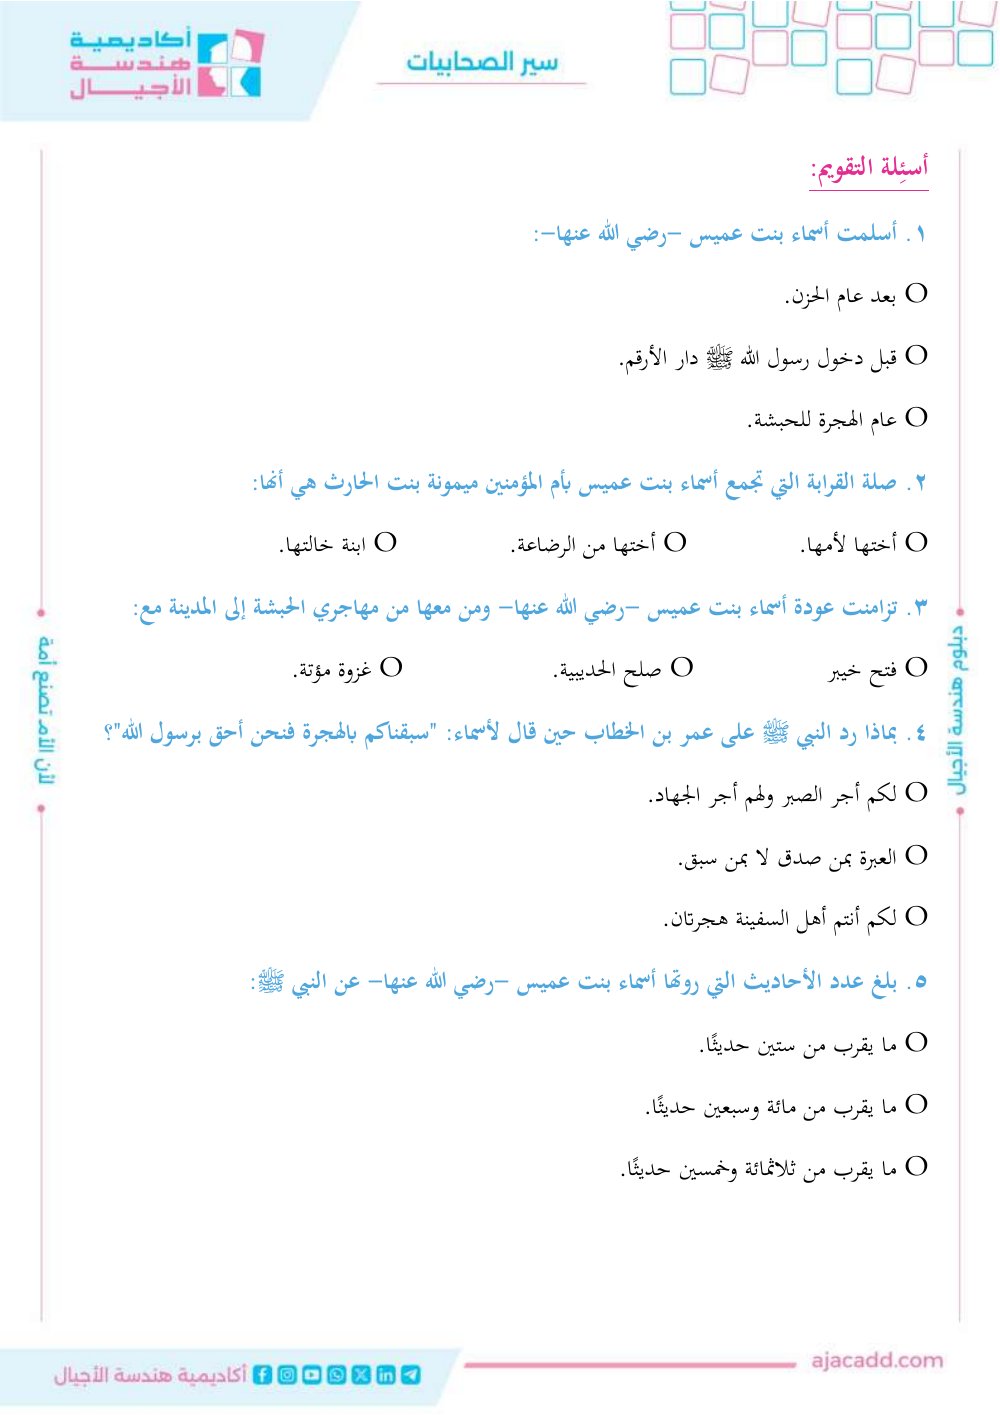 سير الصحابيات
أكاديمية
هندسة
الأجيال
أسئِلة التقويم:
١. أسلمت أسماء بنت عميس –رضي الله عنها–:
بعد عام الحزن.
قبل دخول رسول الله ﷺ دار الأرقم.
عام الهجرة للحبشة.
٢. صلة القرابة التي تجمع أسماء بنت عميس بأم المؤمنين ميمونة بنت الحارث هي أنها:
أختها لأمها. أختها من الرضاعة. ابنة خالتها.
٣. تزامنت عودة أسماء بنت عميس –رضي الله عنها– ومن معها من مهاجري الحبشة إلى المدينة مع:
فتح خيبر صلح الحديبية. غزوة مؤتة.
٤. بماذا رد النبي ﷺ على عمر بن الخطاب حين قال لأسماء: "سبقناكم بالهجرة فنحن أحق برسول الله"؟
لكم أجر الصبر ولهم أجر الجهاد.
العبرة بمن صدق لا بمن سبق.
لكم أنتم أهل السفينة هجرتان.
٥. بلغ عدد الأحاديث التي روتها أسماء بنت عميس –رضي الله عنها– عن النبي ﷺ:
ما يقرب من ستين حديثًا.
ما يقرب من مائة وسبعين حديثًا.
ما يقرب من ثلاثمائة وخمسين حديثًا.
دبلوم هندسة الأجيال
لأن الأم تصنع أمة
ajacadd.com
أكاديمية هندسة الأجيال